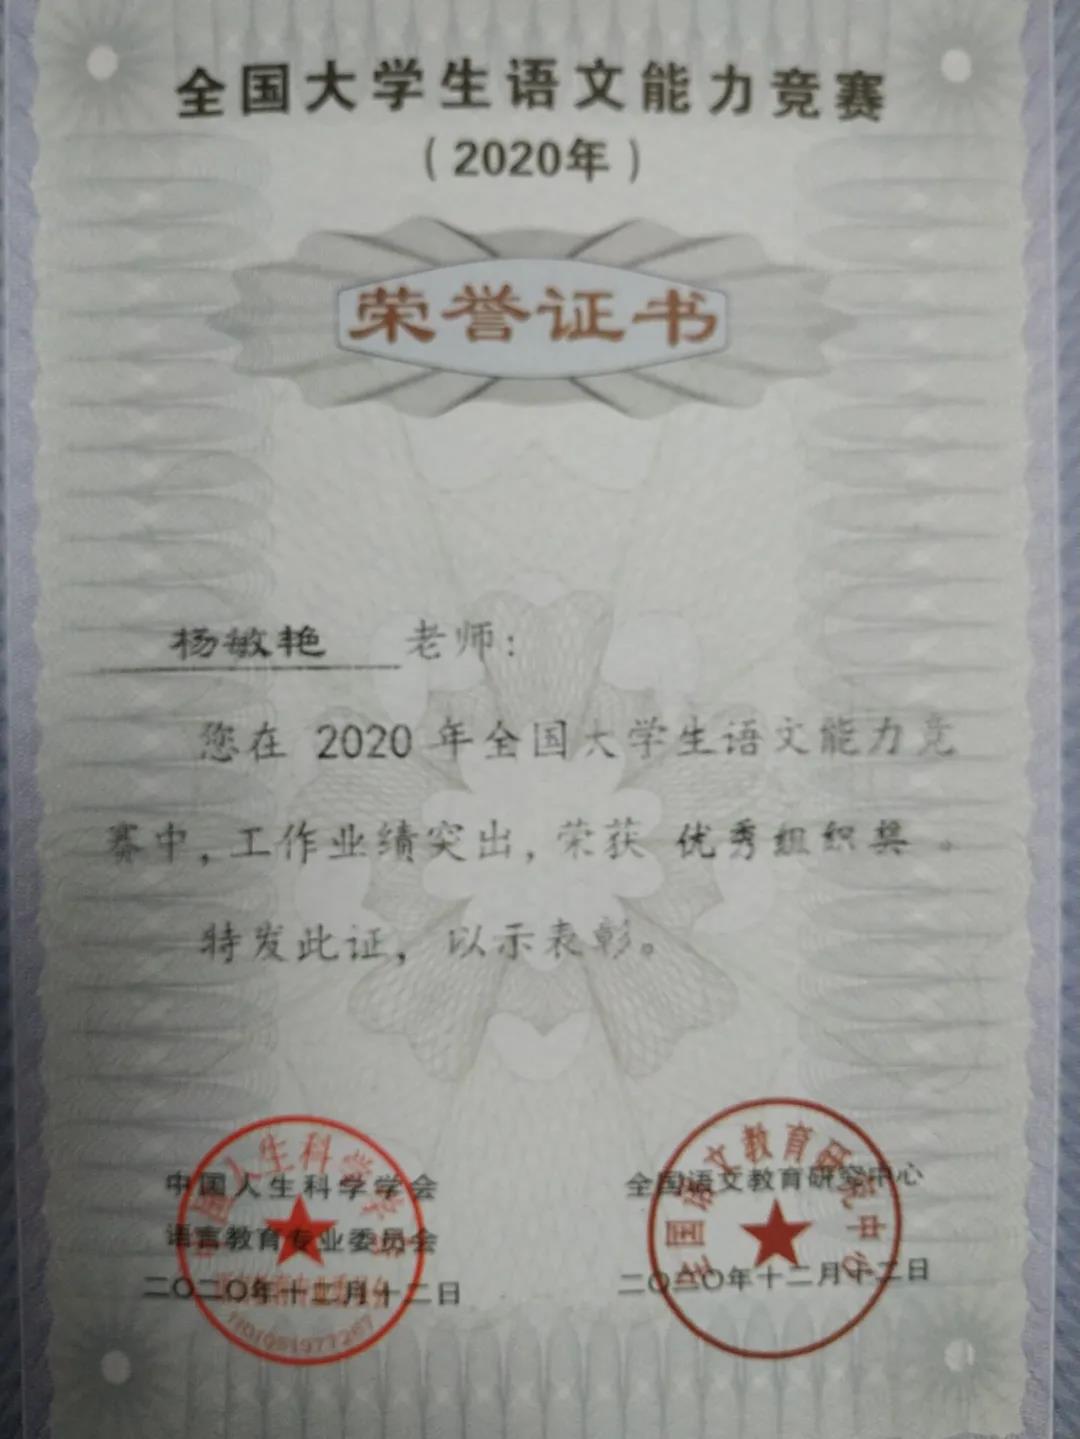 全国大学生语文能力竞赛
（2020年）
荣誉证书
杨敏艳 老师：
您在 2020 年全国大学生语文能力竞
赛中，工作业绩突出，荣获 优秀组织奖 。
特发此证，以示表彰。
中国人生科学学会
语言教育专业委员会
二〇二〇年十二月十二日
全国语文教育研究中心
二〇二〇年十二月十二日